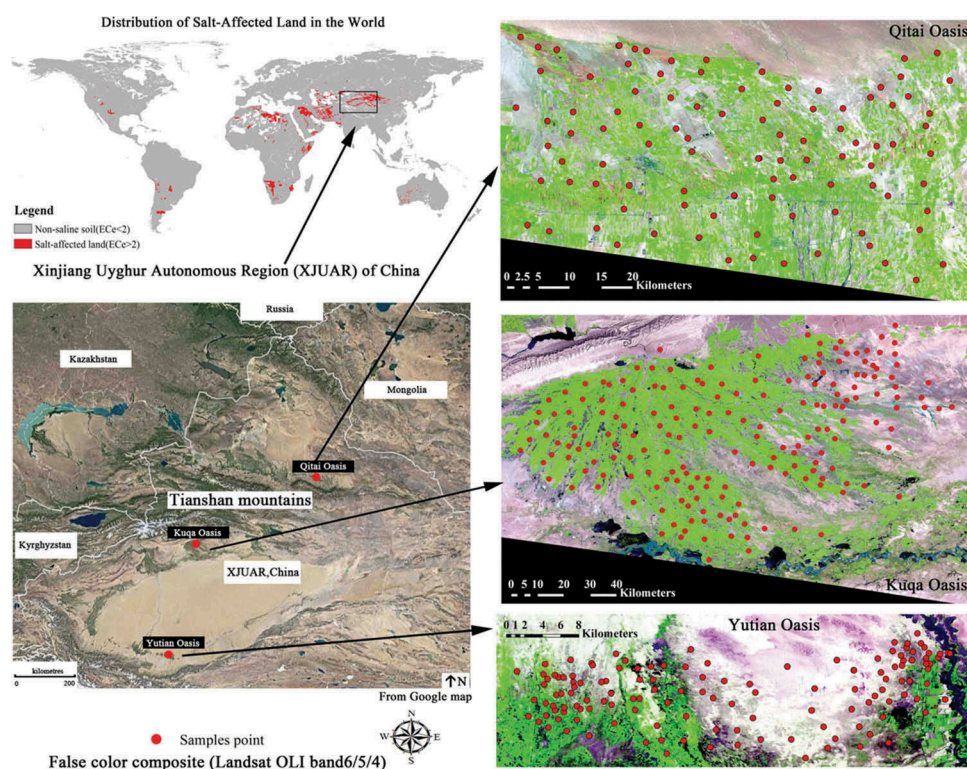 Distribution of Salt-Affected Land in the World
Legend
Non-saline soil(ECe<2)
Salt-affected land(ECe>2)
Xinjiang Uyghur Autonomous Region (XJUAR) of China
Russia
Kazakhstan
Mongolia
Qitai Oasis
Tianshan mountains
Kuqa Oasis
Kyrghyzstan
XJUAR,China
Yutian Oasis
kilometres
0 200
N
From Google map
Samples point
N
W E
S
False color composite (Landsat OLI band6/5/4)
Qitai Oasis
0 2.5 5 10 15 20
Kilometers
Kuqa Oasis
0 5 10 20 30 40
Kilometers
Yutian Oasis
0 1 2 4 6 8
Kilometers